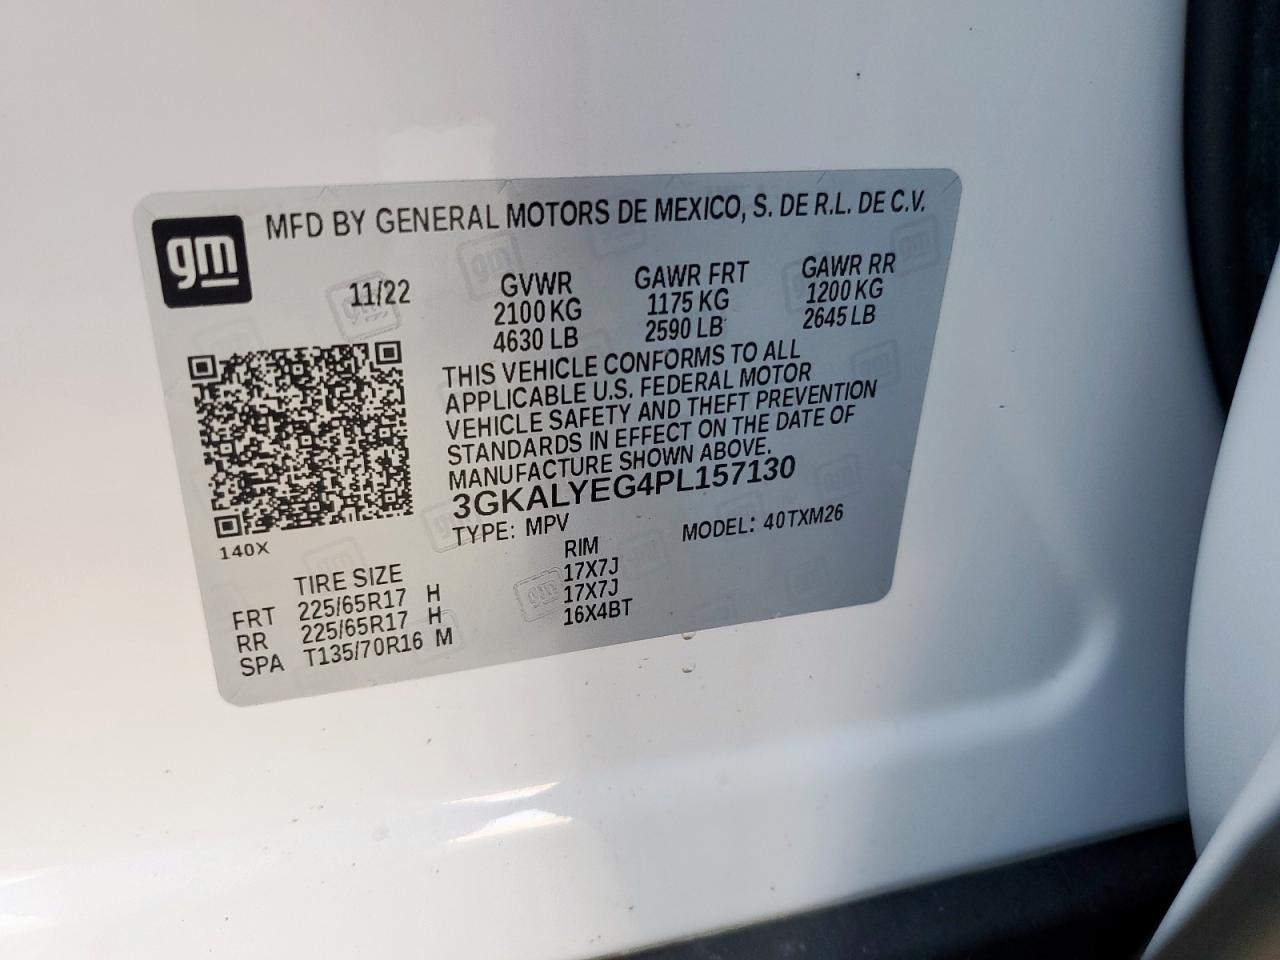 gm
MFD BY GENERAL MOTORS DE MEXICO, S. DE R.L. DE C.V.
11/22 GVWR GAWR FRT GAWR RR
2100 KG 1175 KG 1200 KG
4630 LB 2590 LB 2645 LB
THIS VEHICLE CONFORMS TO ALL
APPLICABLE U.S. FEDERAL MOTOR
VEHICLE SAFETY AND THEFT PREVENTION
STANDARDS IN EFFECT ON THE DATE OF
MANUFACTURE SHOWN ABOVE.
3GKALYEG4PL157130
140X
TYPE: MPV MODEL: 40TXM26
TIRE SIZE RIM
FRT 225/65R17 H 17X7J
RR 225/65R17 H 17X7J
SPA T135/70R16 M 16X4BT